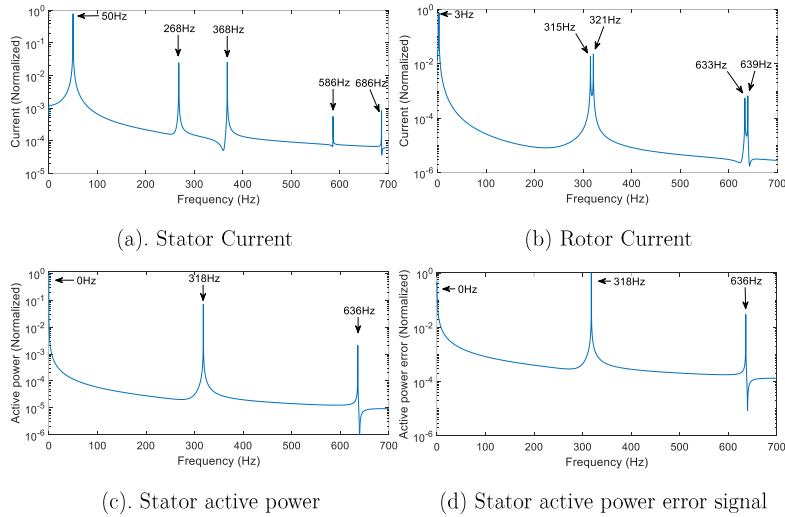 10^0
10^-1
10^-2
10^-3
10^-4
10^-5
Current (Normalized)
50Hz
268Hz
368Hz
586Hz
686Hz
0 100 200 300 400 500 600 700
Frequency (Hz)
(a). Stator Current
10^0
10^-2
10^-4
10^-6
Current (Normalized)
3Hz
315Hz
321Hz
633Hz
639Hz
0 100 200 300 400 500 600 700
Frequency (Hz)
(b) Rotor Current
10^0
10^-1
10^-2
10^-3
10^-4
10^-5
10^-6
Active power (Normalized)
0Hz
318Hz
636Hz
0 100 200 300 400 500 600 700
Frequency (Hz)
(c). Stator active power
10^0
10^-2
10^-4
10^-6
Active power error (Normalized)
0Hz
318Hz
636Hz
0 100 200 300 400 500 600 700
Frequency (Hz)
(d) Stator active power error signal